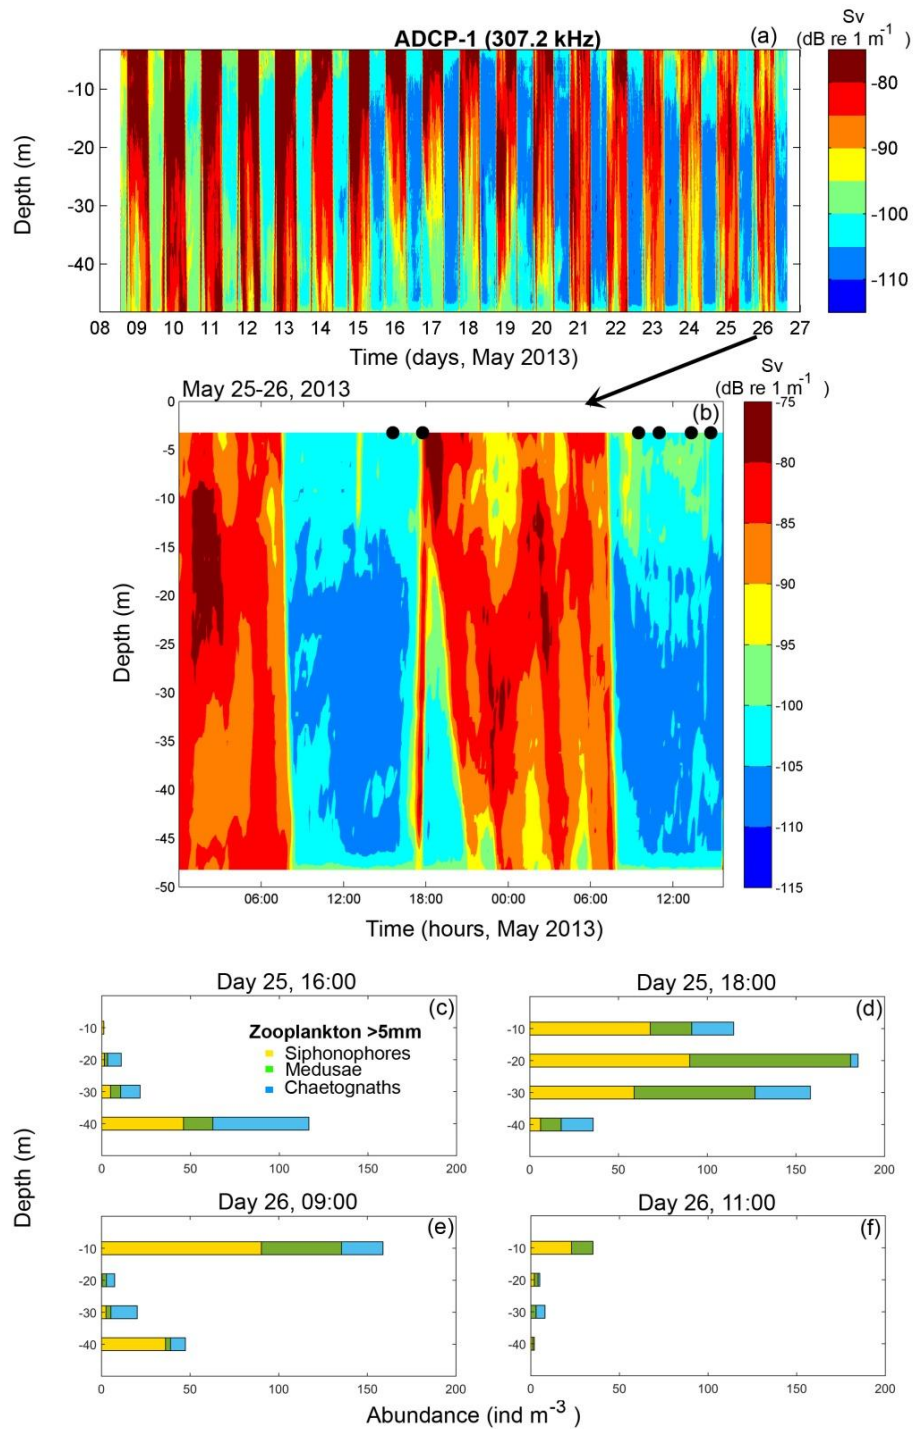 ADCP-1 (307.2 kHz)
(a)
Sv
(dB re 1 m-1 )
-10
-20
-30
-40
Depth (m)
-80
-90
-100
-110
08 09 10 11 12 13 14 15 16 17 18 19 20 21 22 23 24 25 26 27
Time (days, May 2013)
May 25-26, 2013
(b)
Sv
(dB re 1 m-1 )
0
-5
-10
-15
-20
-25
-30
-35
-40
-45
-50
Depth (m)
-75
-80
-85
-90
-95
-100
-105
-110
-115
06:00 12:00 18:00 00:00 06:00 12:00
Time (hours, May 2013)
Day 25, 16:00
(c)
Zooplankton >5mm
Siphonophores
Medusae
Chaetognaths
-10
-20
-30
-40
0 50 100 150 200
Day 25, 18:00
(d)
-10
-20
-30
-40
0 50 100 150 200
Depth (m)
Day 26, 09:00
(e)
-10
-20
-30
-40
0 50 100 150 200
Day 26, 11:00
(f)
-10
-20
-30
-40
0 50 100 150 200
Abundance (ind m-3 )